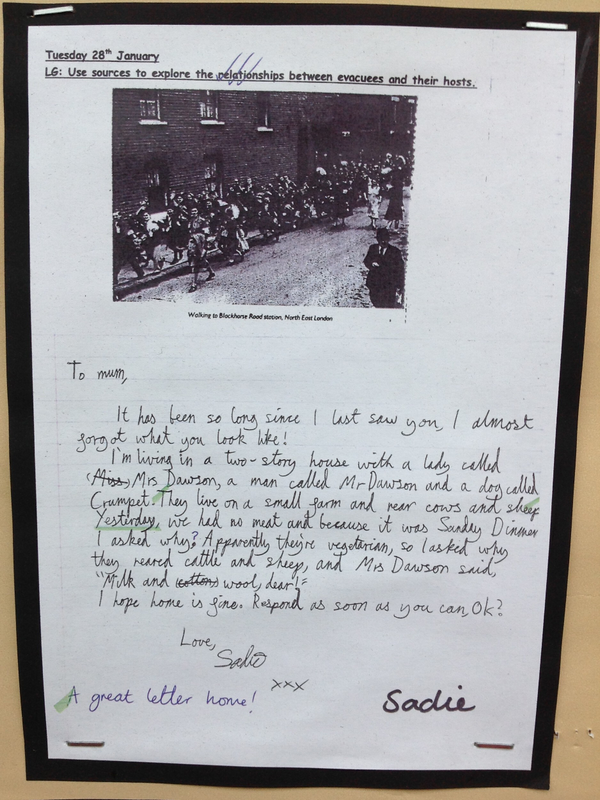 Tuesday 28th January
LG: Use sources to explore the relationships between evacuees and their hosts.
Walking to Blackhorse Road station, North East London
To mum,
It has been so long since I last saw you, I almost
forgot what you look like!
I'm living in a two-story house with a lady called
(Miss) Mrs Dawson, a man called Mr Dawson and a dog called
Crumpet. They live on a small farm and rear cows and sheep
Yesterday, we had no meat and because it was Sunday Dinner
I asked why? Apparently they're vegetarian, so I asked why
they reared cattle and sheep, and Mrs Dawson said,
"Milk and (cotton) wool, dear!"
I hope home is fine. Respond as soon as you can, Ok?
Love,
Sadie
xxx
A great letter home!
Sadie